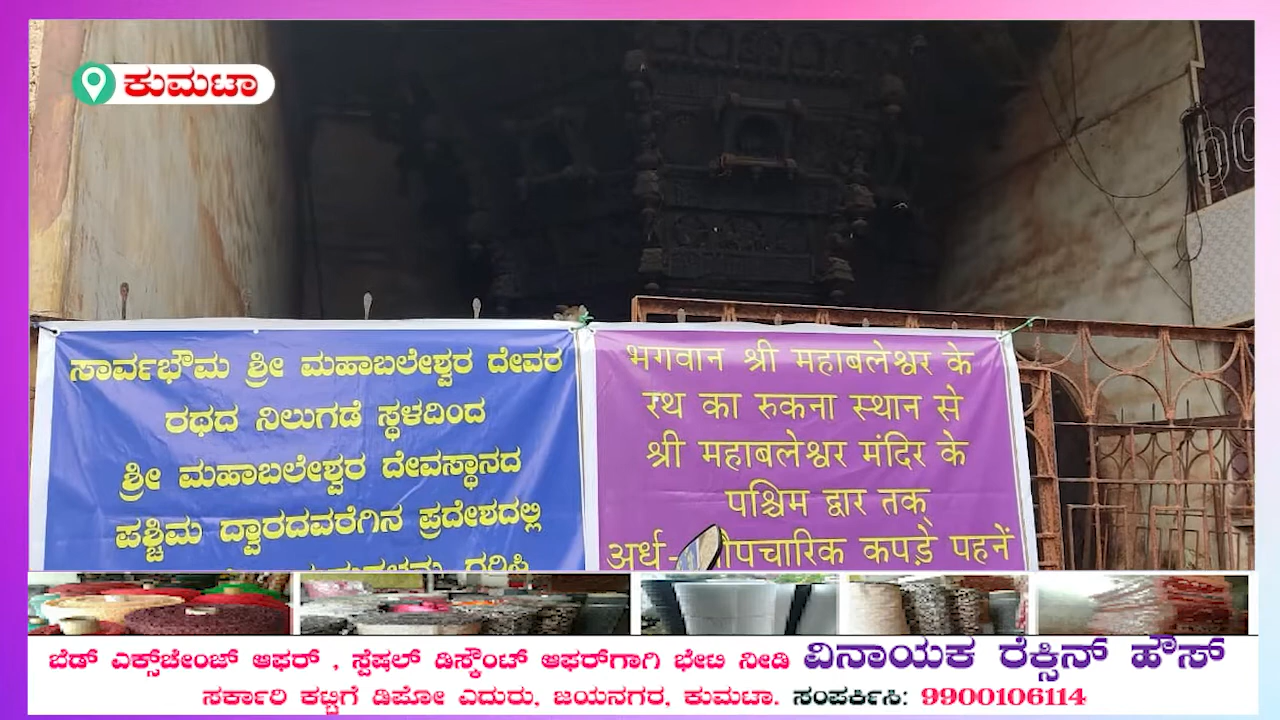 ಕುಮಟಾ
ಸಾರ್ವಭೌಮ ಶ್ರೀ ಮಹಾಬಲೇಶ್ವರ ದೇವರ
ರಥದ ನಿಲುಗಡೆ ಸ್ಥಳದಿಂದ
ಶ್ರೀ ಮಹಾಬಲೇಶ್ವರ ದೇವಸ್ಥಾನದ
ಪಶ್ಚಿಮ ದ್ವಾರದವರೆಗಿನ ಪ್ರದೇಶದಲ್ಲಿ
भगवान श्री महाबलेश्वर के
रथ का रुकना स्थान से
श्री महाबलेश्वर मंदिर के
पश्चिम द्वार तक
कपड़े पहनें
ಬೆಡ್ ಎಕ್ಸ್‌ಚೇಂಜ್ ಆಫರ್ , ಸ್ಪೆಷಲ್ ಡಿಸ್ಕೌಂಟ್ ಆಫರ್‌ಗಾಗಿ ಭೇಟಿ ನೀಡಿ ವಿನಾಯಕ ರೆಕ್ಸಿನ್ ಹೌಸ್
ಸರ್ಕಾರಿ ಕಟ್ಟಿಗೆ ಡಿಪೋ ಎದುರು, ಜಯನಗರ, ಕುಮಟಾ. ಸಂಪರ್ಕಿಸಿ: 9900106114